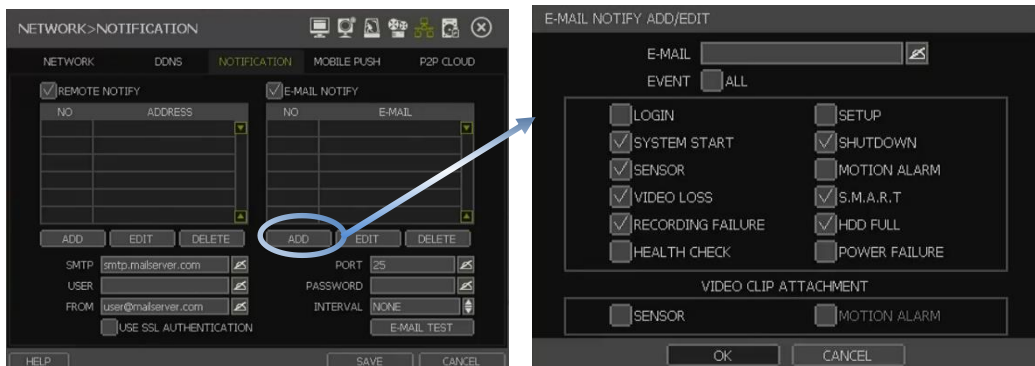 NETWORK>NOTIFICATION
NETWORK DDNS NOTIFICATION MOBILE PUSH P2P CLOUD
REMOTE NOTIFY E-MAIL NOTIFY
NO ADDRESS NO E-MAIL
ADD EDIT DELETE ADD EDIT DELETE
SMTP smtp.mailserver.com PORT 25
USER PASSWORD
FROM user@mailserver.com INTERVAL NONE
USE SSL AUTHENTICATION E-MAIL TEST
HELP SAVE CANCEL
E-MAIL NOTIFY ADD/EDIT
E-MAIL
EVENT ALL
LOGIN SETUP
SYSTEM START SHUTDOWN
SENSOR MOTION ALARM
VIDEO LOSS S.M.A.R.T
RECORDING FAILURE HDD FULL
HEALTH CHECK POWER FAILURE
VIDEO CLIP ATTACHMENT
SENSOR MOTION ALARM
OK CANCEL